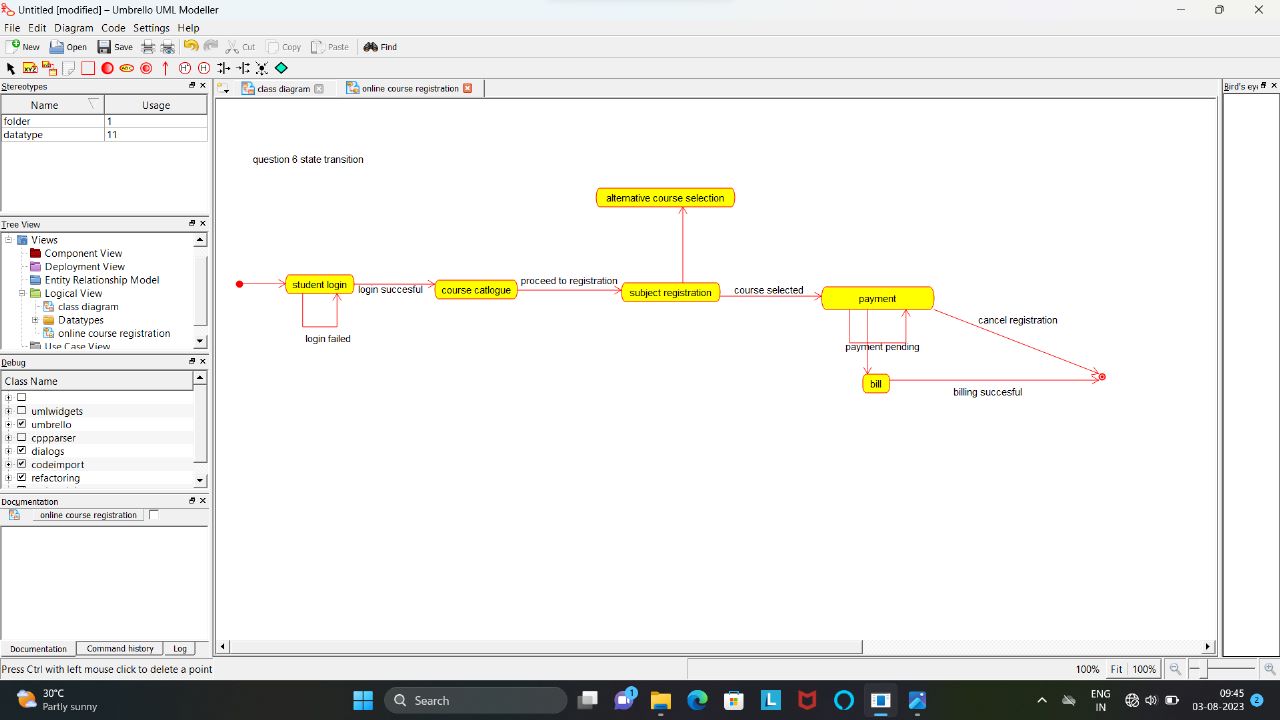 Untitled [modified] – Umbrello UML Modeller
File Edit Diagram Code Settings Help
New Open Save Cut Copy Paste Find
Stereotypes
Name Usage
folder 1
datatype 11
Tree View
Views
Component View
Deployment View
Entity Relationship Model
Logical View
class diagram
Datatypes
online course registration
Use Case View
Debug
Class Name
umlwidgets
umbrello
cppparser
dialogs
codeimport
refactoring
Documentation
online course registration
Documentation Command history Log
class diagram online course registration
question 6 state transition
alternative course selection
student login
login succesful
course catlogue
proceed to registration
subject registration
course selected
payment
login failed
payment pending
cancel registration
bill
billing succesful
Bird's ey
Press Ctrl with left mouse click to delete a point
100% Fit 100%
30°C
Partly sunny
Search
1
L
ENG
IN
09:45
03-08-2023
2